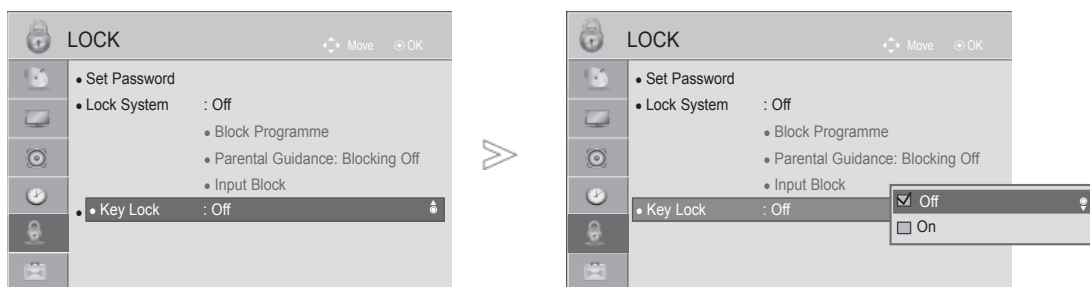 LOCK
Move OK
• Set Password
• Lock System : Off
• Block Programme
• Parental Guidance: Blocking Off
• Input Block
• Key Lock : Off
LOCK
Move OK
• Set Password
• Lock System : Off
• Block Programme
• Parental Guidance: Blocking Off
• Input Block
• Key Lock : Off
Off
On